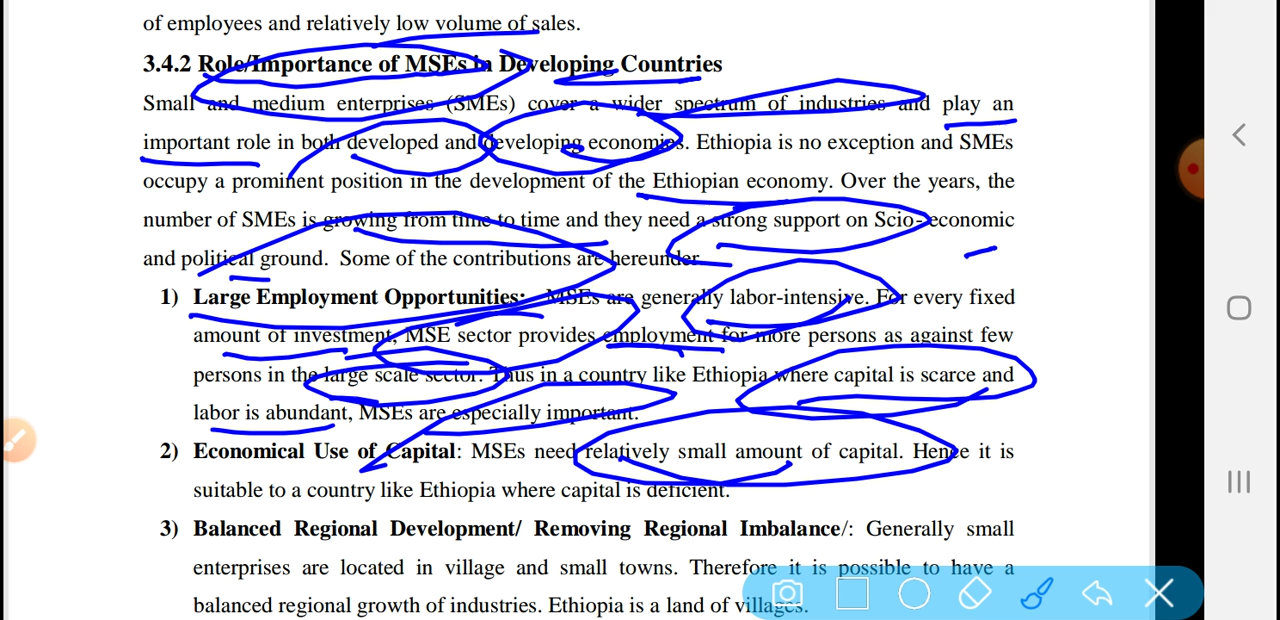 of employees and relatively low volume of sales.
3.4.2 Role/Importance of MSEs in Developing Countries
Small and medium enterprises (SMEs) cover a wider spectrum of industries and play an
important role in both developed and developing economies. Ethiopia is no exception and SMEs
occupy a prominent position in the development of the Ethiopian economy. Over the years, the
number of SMEs is growing from time to time and they need a strong support on Scio- economic
and political ground. Some of the contributions are hereunder
1) Large Employment Opportunities: MSEs are generally labor-intensive. For every fixed
amount of investment, MSE sector provides employment for more persons as against few
persons in the large scale sector. Thus in a country like Ethiopia where capital is scarce and
labor is abundant, MSEs are especially important.
2) Economical Use of Capital: MSEs need relatively small amount of capital. Hence it is
suitable to a country like Ethiopia where capital is deficient.
3) Balanced Regional Development/ Removing Regional Imbalance/: Generally small
enterprises are located in village and small towns. Therefore it is possible to have a
balanced regional growth of industries. Ethiopia is a land of villages.